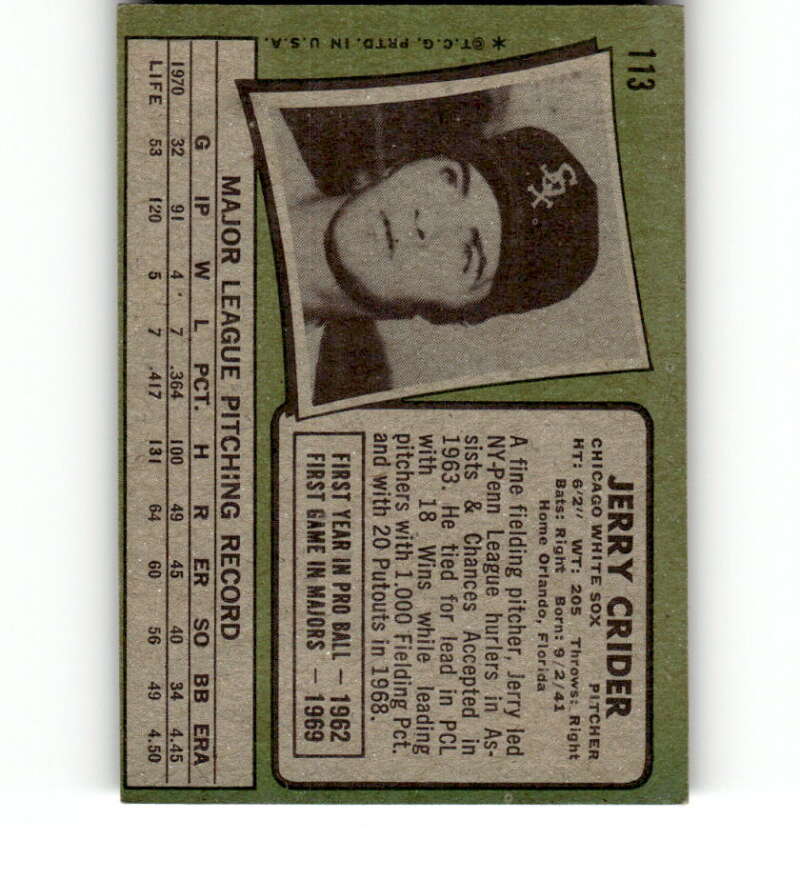 113
* ©T.C.G. PRTD. IN U.S.A.
SOX
JERRY CRIDER
CHICAGO WHITE SOX PITCHER
HT: 6'2" WT: 205 Throws: Right
Bats: Right Born: 9/2/41
Home Orlando, Florida
A fine fielding pitcher, Jerry led
NY-Penn League hurlers in As-
sists & Chances Accepted in
1963. He tied for lead in PCL
with 18 Wins while leading
pitchers with 1.000 Fielding Pct.
and with 20 Putouts in 1968.
FIRST YEAR IN PRO BALL — 1962
FIRST GAME IN MAJORS — 1969
MAJOR LEAGUE PITCHING RECORD
G IP W L PCT. H R ER SO BB ERA
1970 32 91 4 7 .364 100 49 45 40 34 4.45
LIFE 53 120 5 7 .417 131 64 60 56 49 4.50